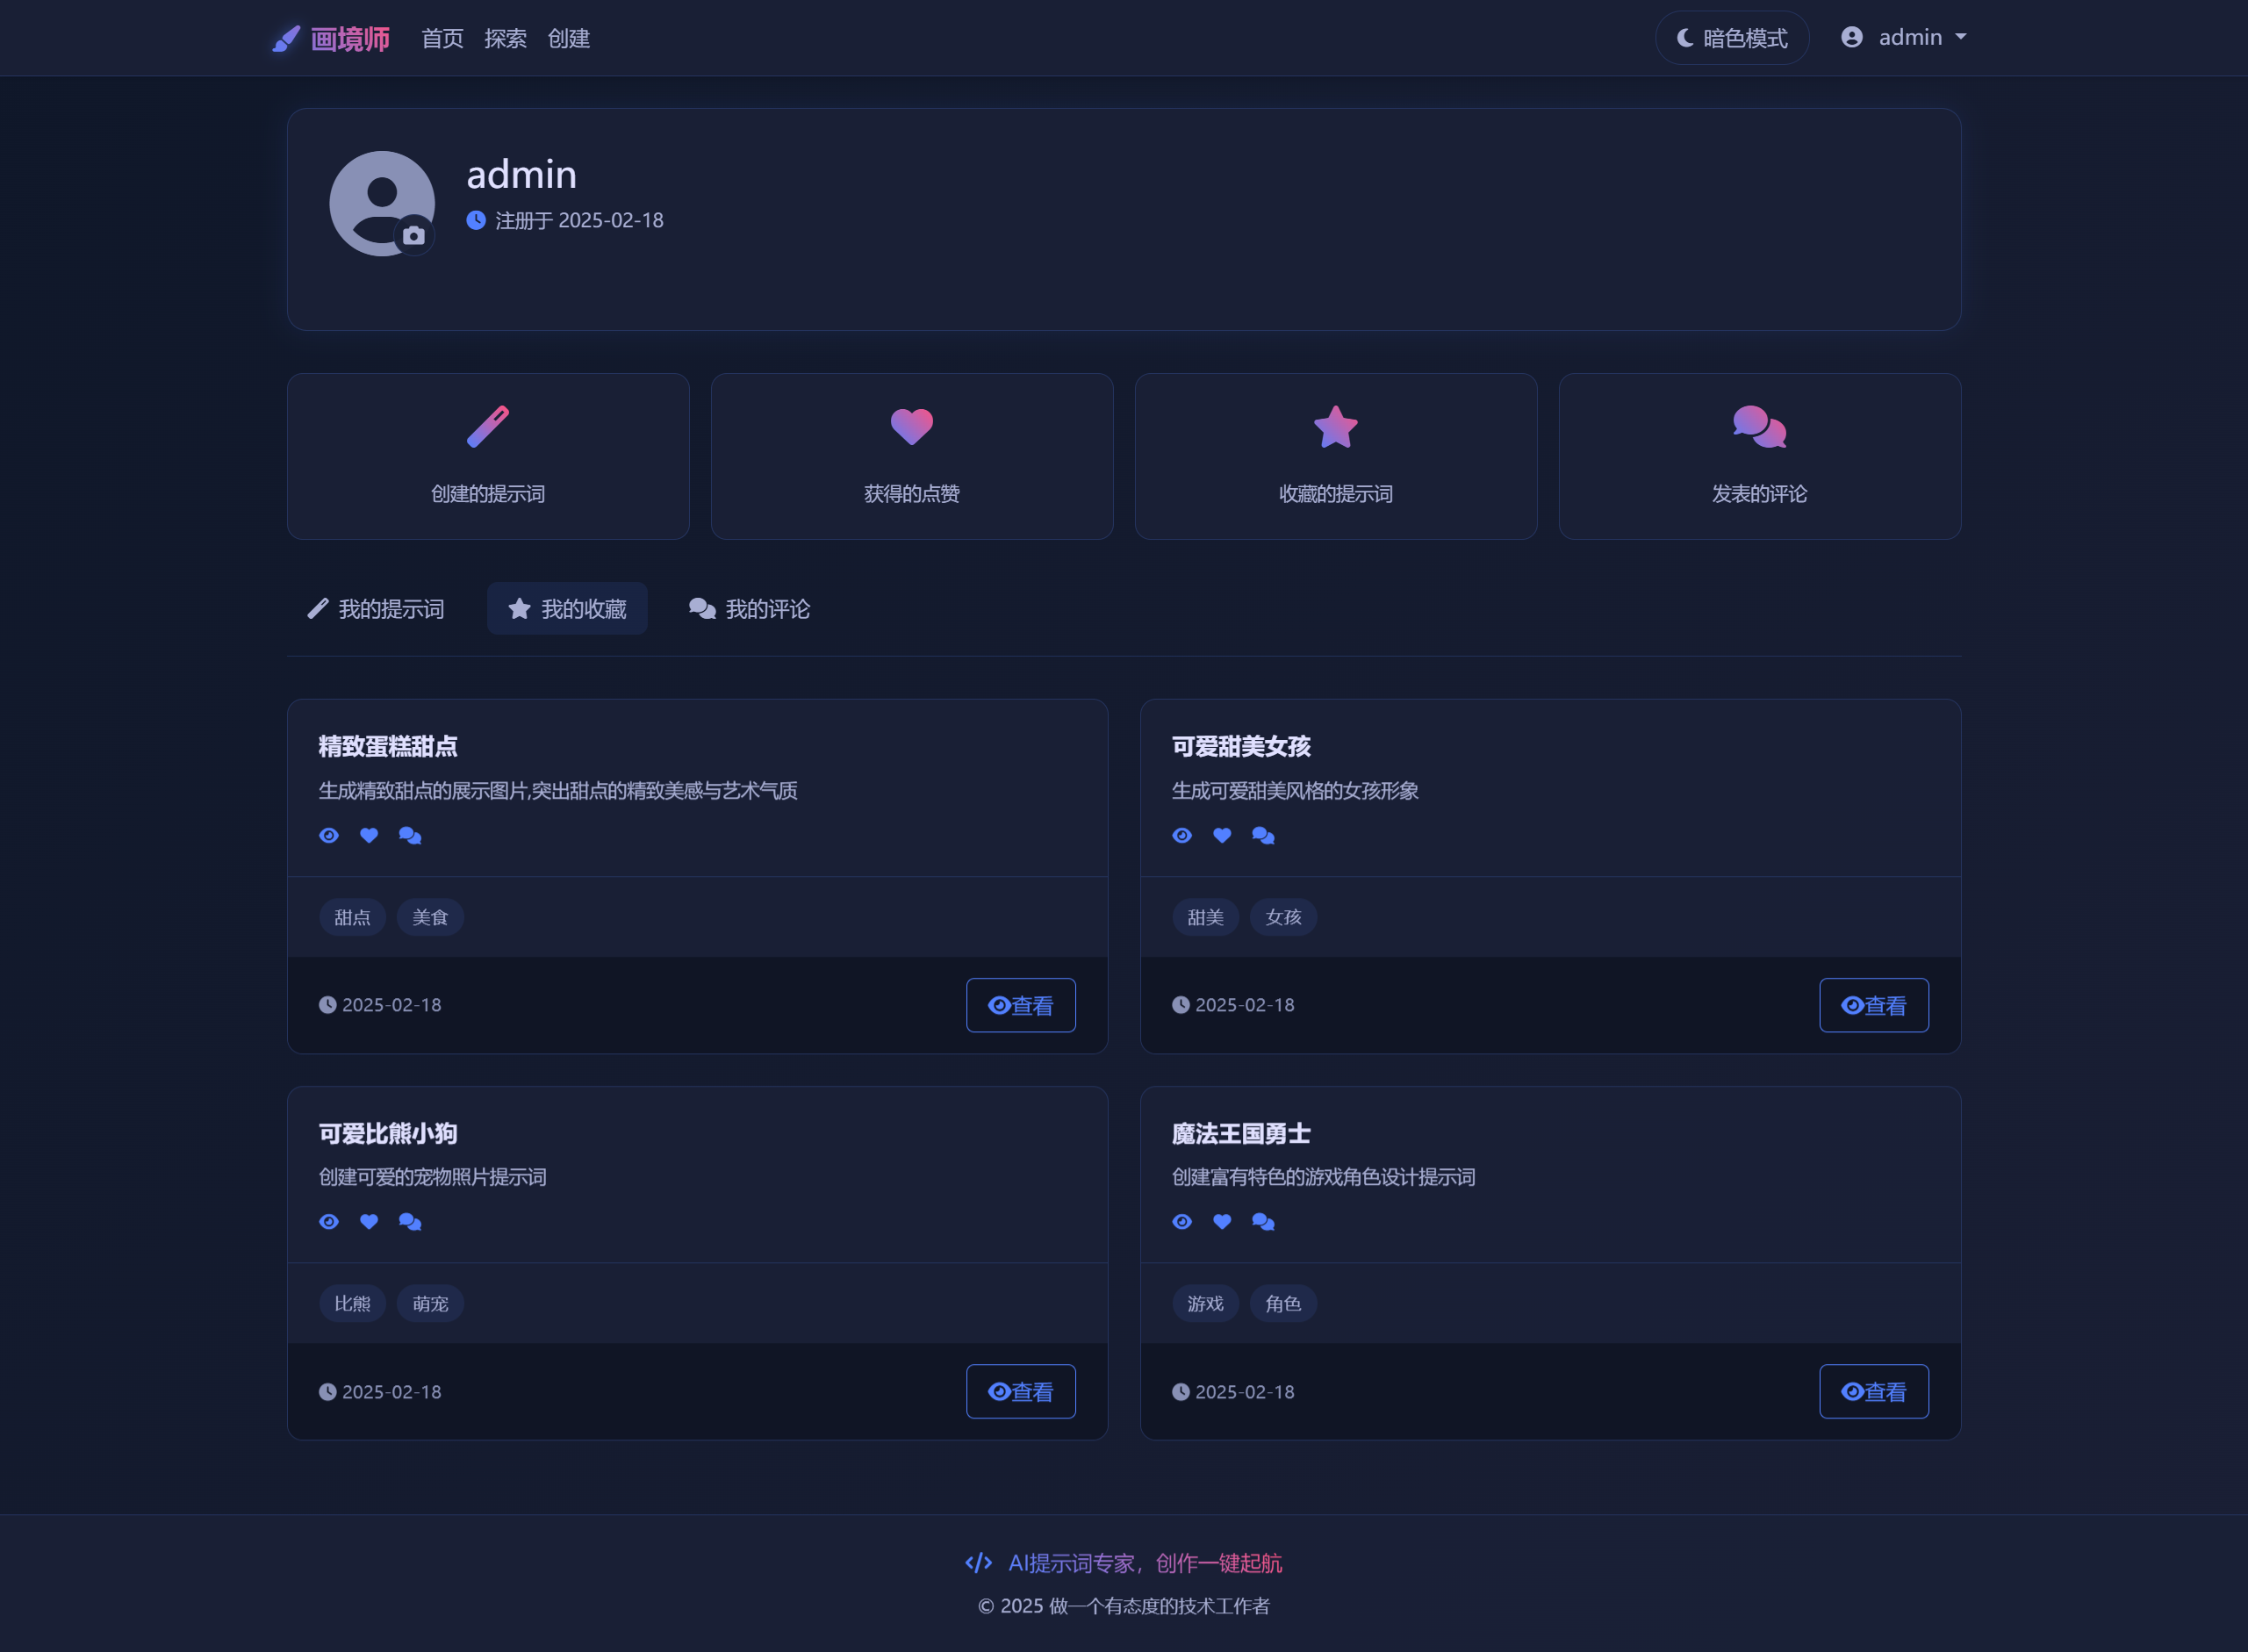 画境师 首页 探索 创建 暗色模式 admin
admin
注册于 2025-02-18
创建的提示词 获得的点赞 收藏的提示词 发表的评论
我的提示词 我的收藏 我的评论
精致蛋糕甜点
生成精致甜点的展示图片,突出甜点的精致美感与艺术气质
甜点 美食
2025-02-18 查看
可爱甜美女孩
生成可爱甜美风格的女孩形象
甜美 女孩
2025-02-18 查看
可爱比熊小狗
创建可爱的宠物照片提示词
比熊 萌宠
2025-02-18 查看
魔法王国勇士
创建富有特色的游戏角色设计提示词
游戏 角色
2025-02-18 查看
AI提示词专家，创作一键起航
© 2025 做一个有态度的技术工作者